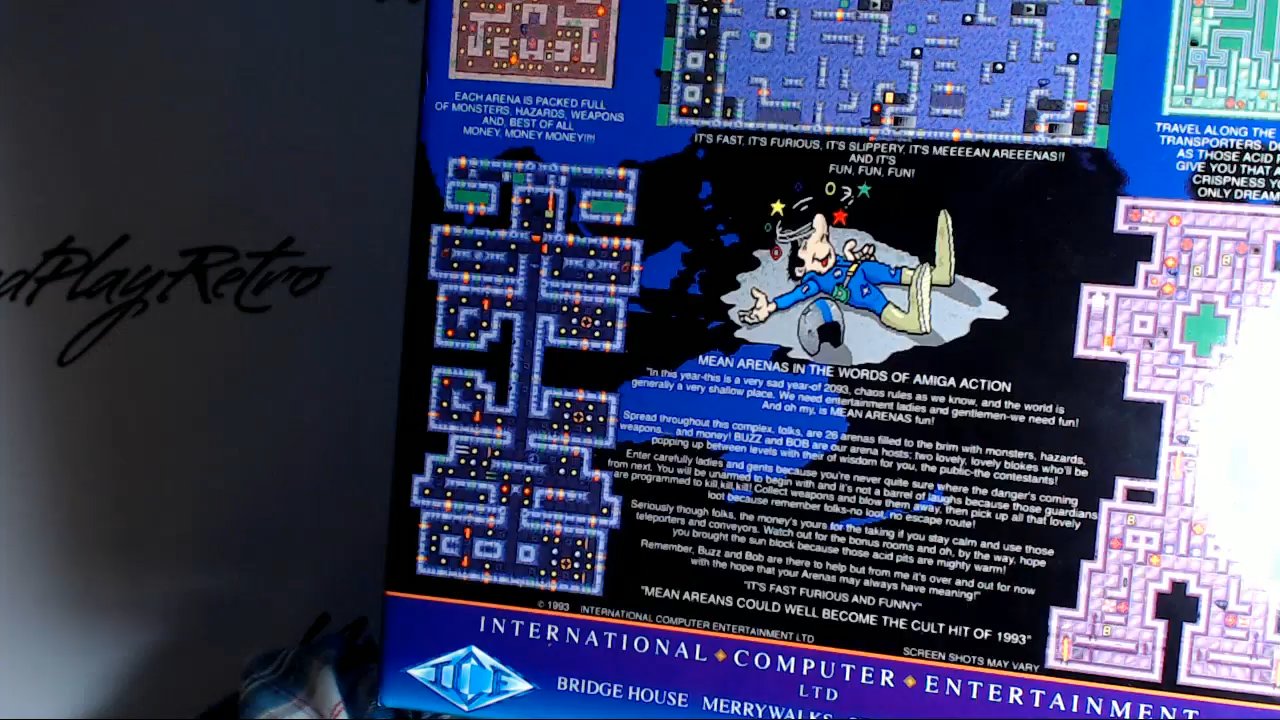 EACH ARENA IS PACKED FULL
OF MONSTERS, HAZARDS, WEAPONS
AND, BEST OF ALL
MONEY, MONEY MONEY!!!!
IT'S FAST, IT'S FURIOUS, IT'S SLIPPERY, IT'S MEEEEAN AREEENAS!!
AND IT'S
FUN, FUN, FUN!
TRAVEL ALONG THE
TRANSPORTERS,
AS THOSE ACID
GIVE YOU THAT
CRISPNESS
ONLY
PlayRetro
MEAN ARENAS IN THE WORDS OF AMIGA ACTION
"In this year-this is a very sad year-of 2093, chaos rules as we know, and the world is
generally a very shallow place. We need entertainment ladies and gentlemen-we need fun!
And oh my, is MEAN ARENAS fun!
Spread throughout this complex, folks, are 26 arenas filled to the brim with monsters, hazards,
weapons.... and money! BUZZ and BOB are our arena hosts; two lovely, lovely blokes who'll be
popping up between levels with their of wisdom for you, the public-the contestants!
Enter carefully ladies and gents because you're never quite sure where the danger's coming
from next. You will be unarmed to begin with and it's not a barrel of laughs because those guardians
are programmed to kill,kill,kill! Collect weapons and blow them away, then pick up all that lovely
loot because remember folks-no loot, no escape route!
Seriously though folks, the money's yours for the taking if you stay calm and use those
teleporters and conveyors. Watch out for the bonus rooms and oh, by the way, hope
you brought the sun block because those acid pits are mighty warm!
Remember, Buzz and Bob are there to help but from me it's over and out for now
with the hope that your Arenas may always have meaning!"
"IT'S FAST FURIOUS AND FUNNY"
"MEAN AREANS COULD WELL BECOME THE CULT HIT OF 1993"
© 1993 INTERNATIONAL COMPUTER ENTERTAINMENT LTD
SCREEN SHOTS MAY VARY
INTERNATIONAL COMPUTER ENTERTAINMENT
LTD
ICE
BRIDGE HOUSE MERRYWALKS